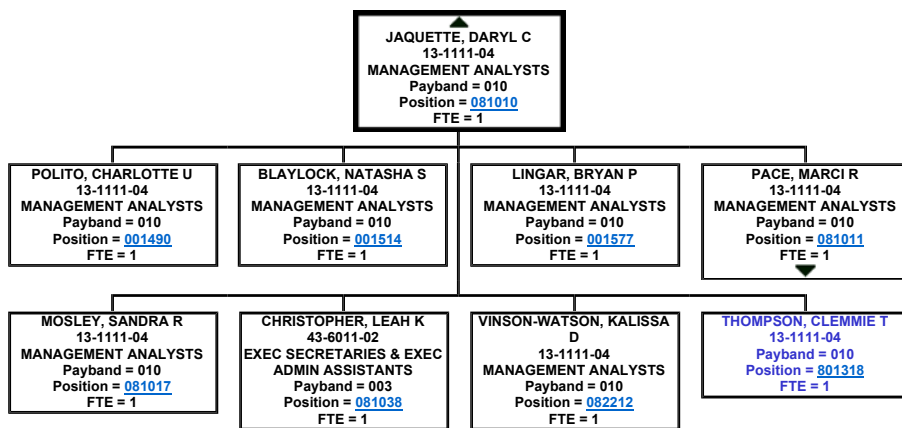 JAQUETTE, DARYL C
13-1111-04
MANAGEMENT ANALYSTS
Payband = 010
Position = 081010
FTE = 1
POLITO, CHARLOTTE U
13-1111-04
MANAGEMENT ANALYSTS
Payband = 010
Position = 001490
FTE = 1
BLAYLOCK, NATASHA S
13-1111-04
MANAGEMENT ANALYSTS
Payband = 010
Position = 001514
FTE = 1
LINGAR, BRYAN P
13-1111-04
MANAGEMENT ANALYSTS
Payband = 010
Position = 001577
FTE = 1
PACE, MARCI R
13-1111-04
MANAGEMENT ANALYSTS
Payband = 010
Position = 081011
FTE = 1
MOSLEY, SANDRA R
13-1111-04
MANAGEMENT ANALYSTS
Payband = 010
Position = 081017
FTE = 1
CHRISTOPHER, LEAH K
43-6011-02
EXEC SECRETARIES & EXEC
ADMIN ASSISTANTS
Payband = 003
Position = 081038
FTE = 1
VINSON-WATSON, KALISSA
D
13-1111-04
MANAGEMENT ANALYSTS
Payband = 010
Position = 082212
FTE = 1
THOMPSON, CLEMMIE T
13-1111-04
Payband = 010
Position = 801318
FTE = 1